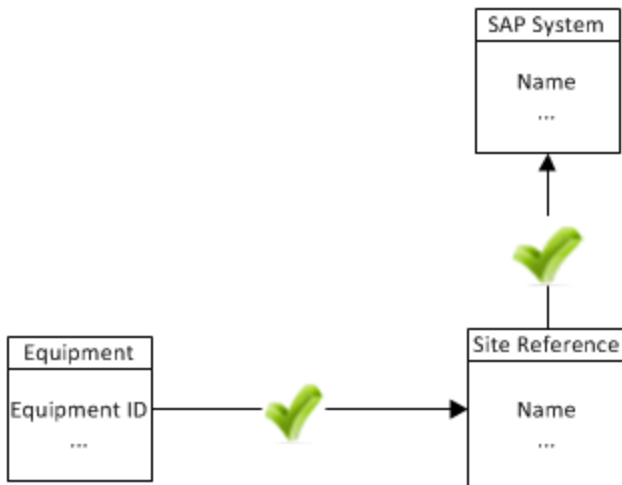 SAP System
Name
...
Equipment
Equipment ID
...
Site Reference
Name
...